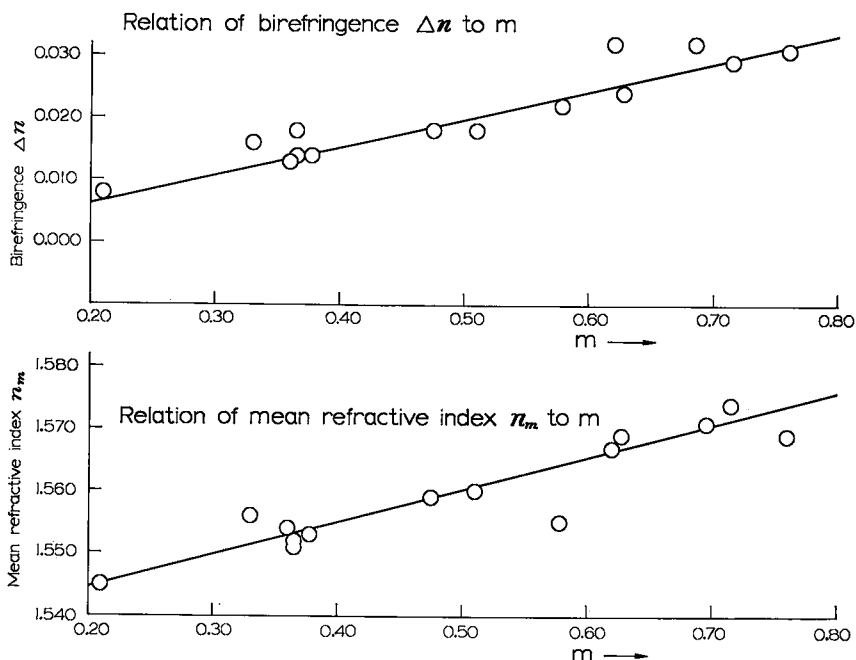 Relation of birefringence Δn to m
0.030
0.020
0.010
0.000
Birefringence Δn
0.20 0.30 0.40 0.50 0.60 0.70 0.80
m
1.580
Relation of mean refractive index nm to m
1.570
1.560
1.550
1.540
Mean refractive index nm
0.20 0.30 0.40 0.50 0.60 0.70 0.80
m